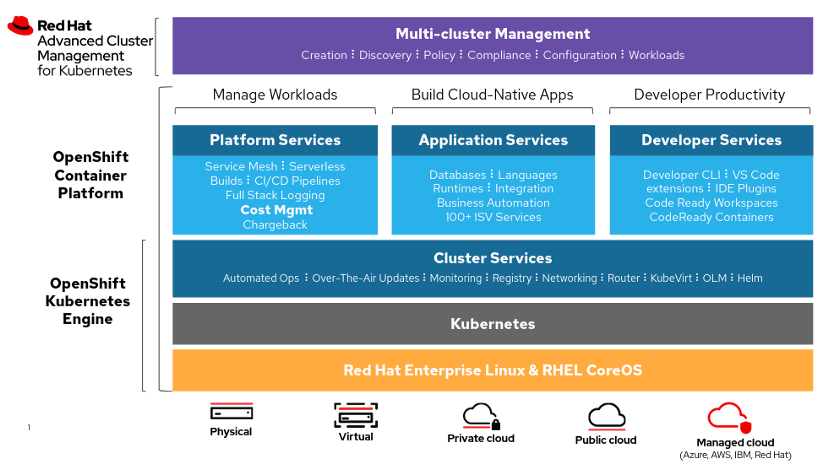 Red Hat
Advanced Cluster
Management
for Kubernetes
Multi-cluster Management
Creation ⋮ Discovery ⋮ Policy ⋮ Compliance ⋮ Configuration ⋮ Workloads
Manage Workloads
Build Cloud-Native Apps
Developer Productivity
OpenShift
Container
Platform
Platform Services
Service Mesh ⋮ Serverless
Builds ⋮ CI/CD Pipelines
Full Stack Logging
Cost Mgmt
Chargeback
Application Services
Databases ⋮ Languages
Runtimes ⋮ Integration
Business Automation
100+ ISV Services
Developer Services
Developer CLI ⋮ VS Code
extensions ⋮ IDE Plugins
Code Ready Workspaces
CodeReady Containers
OpenShift
Kubernetes
Engine
Cluster Services
Automated Ops ⋮ Over-The-Air Updates ⋮ Monitoring ⋮ Registry ⋮ Networking ⋮ Router ⋮ KubeVirt ⋮ OLM ⋮ Helm
Kubernetes
Red Hat Enterprise Linux & RHEL CoreOS
Physical
Virtual
Private cloud
Public cloud
Managed cloud
(Azure, AWS, IBM, Red Hat)
1